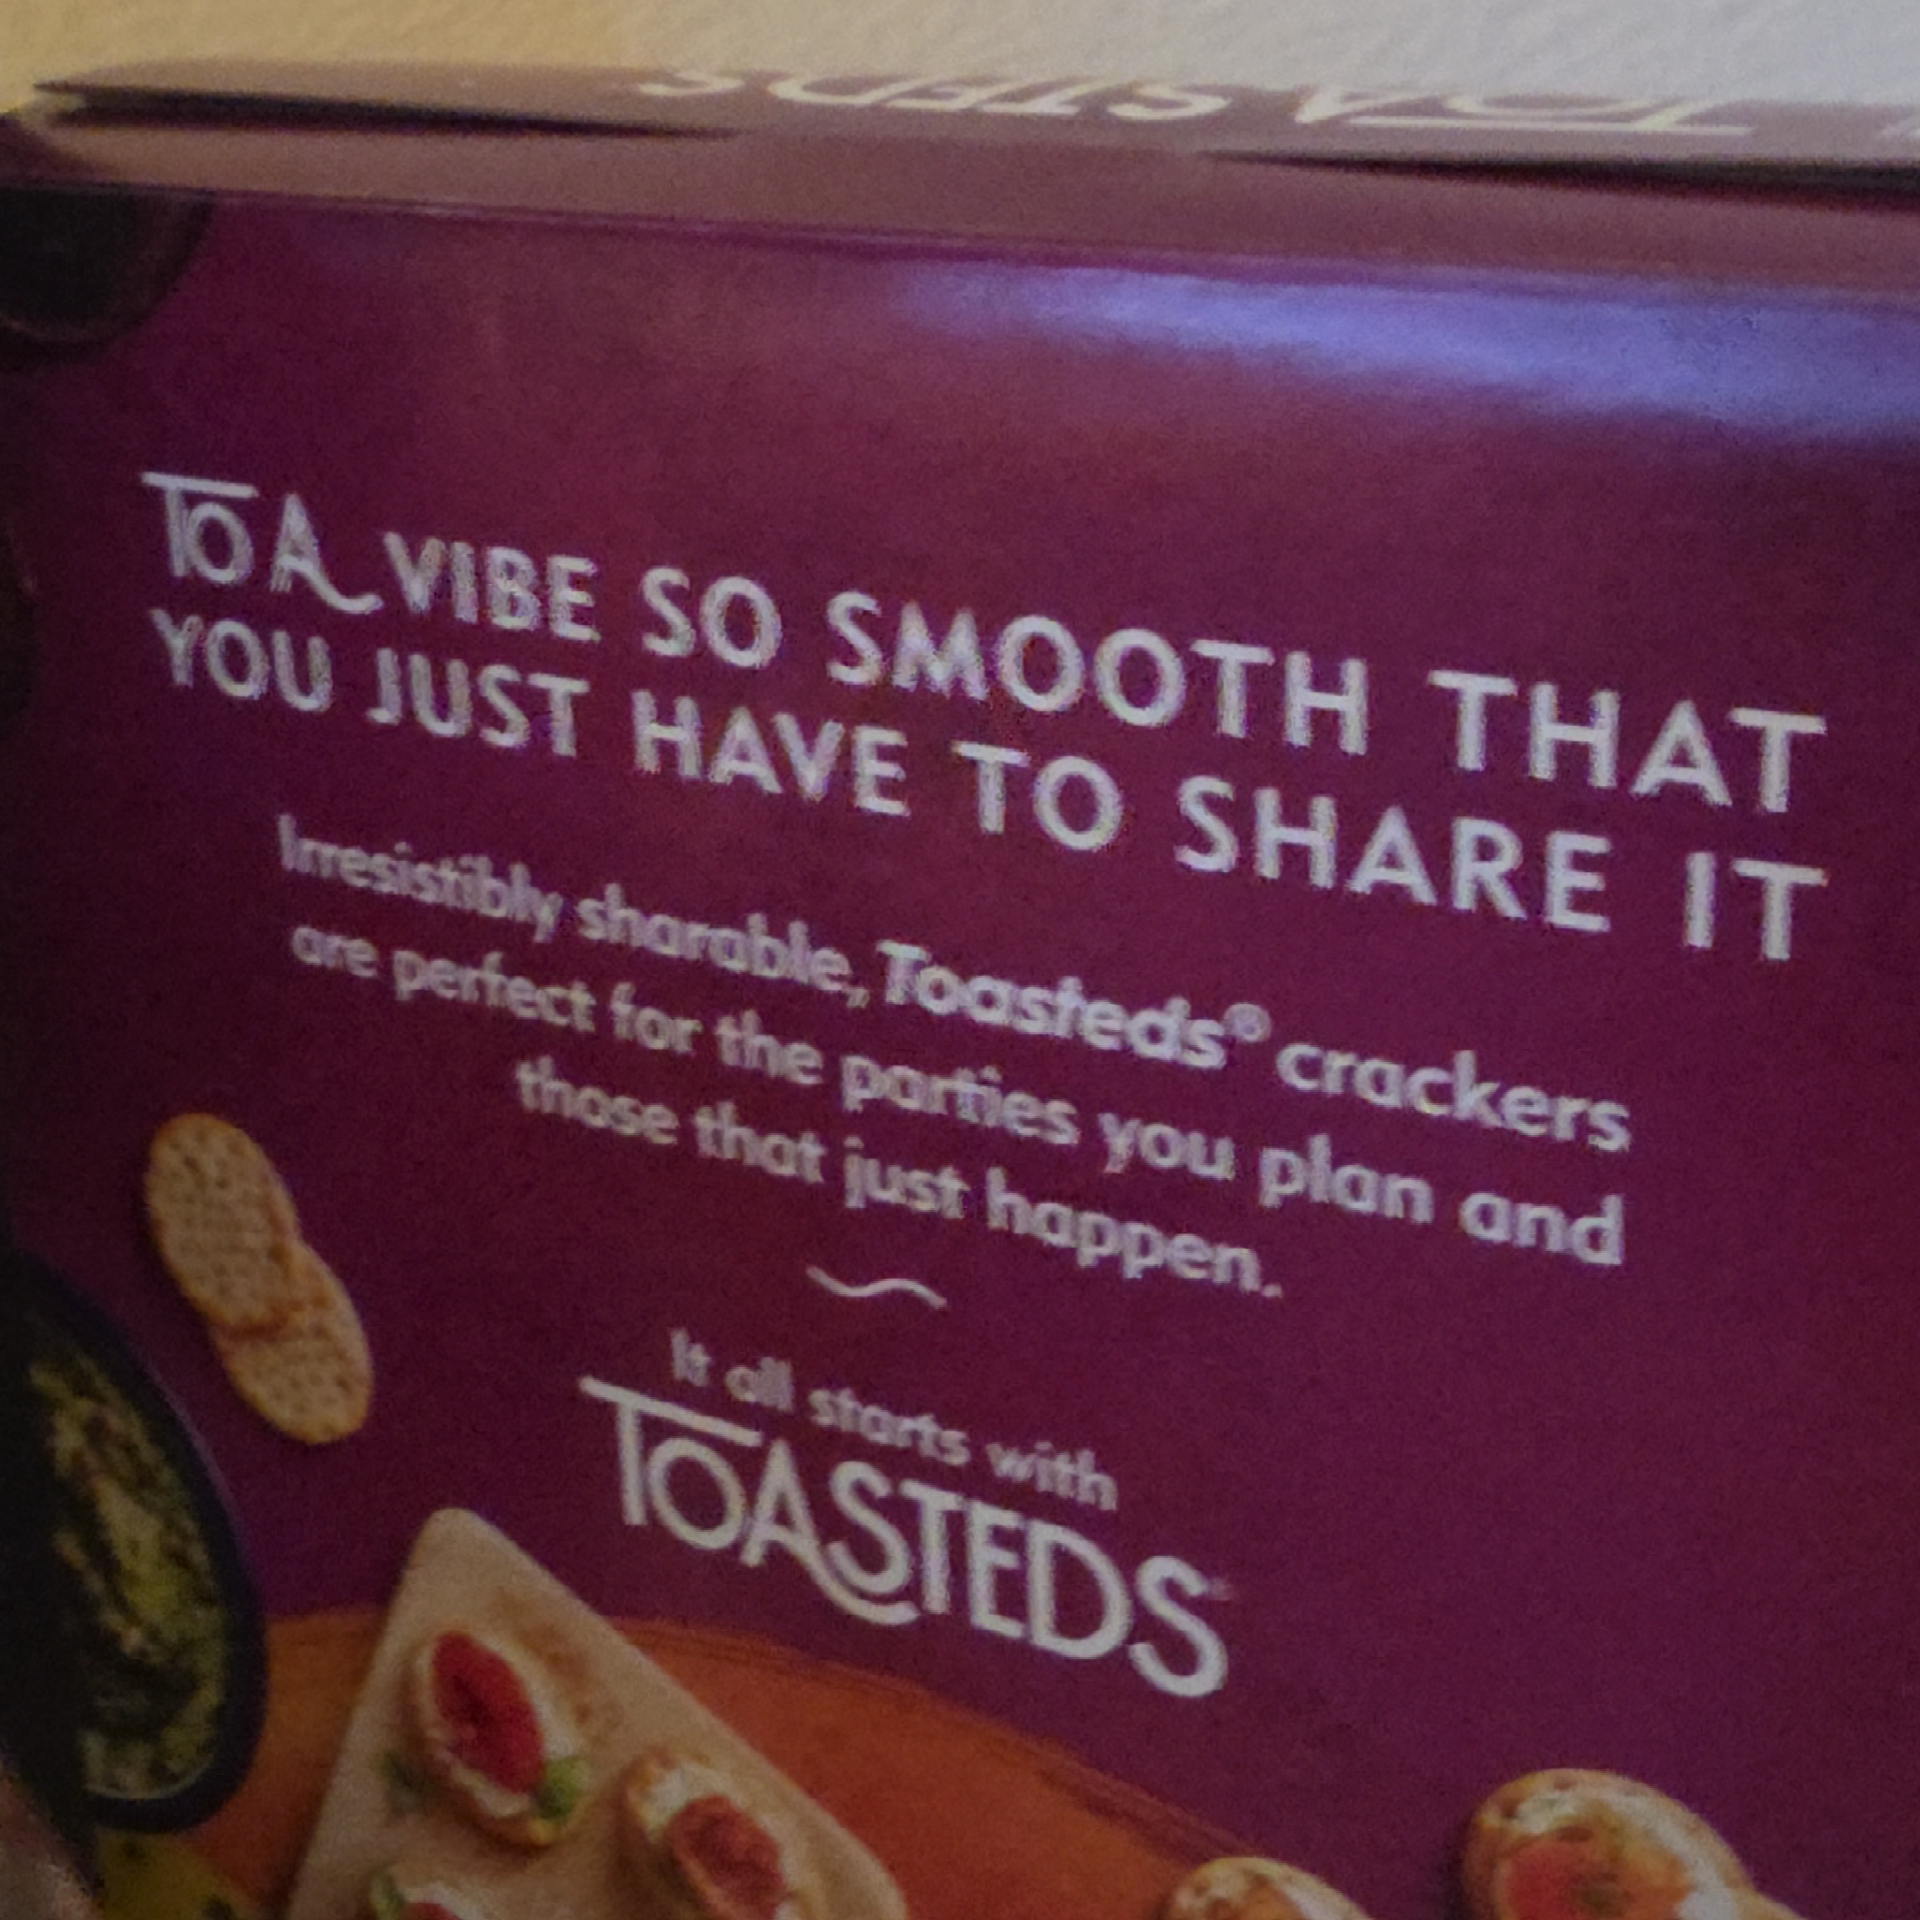 TOASTEDS
TO A VIBE SO SMOOTH THAT
YOU JUST HAVE TO SHARE IT
Irresistibly sharable, Toasteds® crackers
are perfect for the parties you plan and
those that just happen.
It all starts with
TOASTEDS